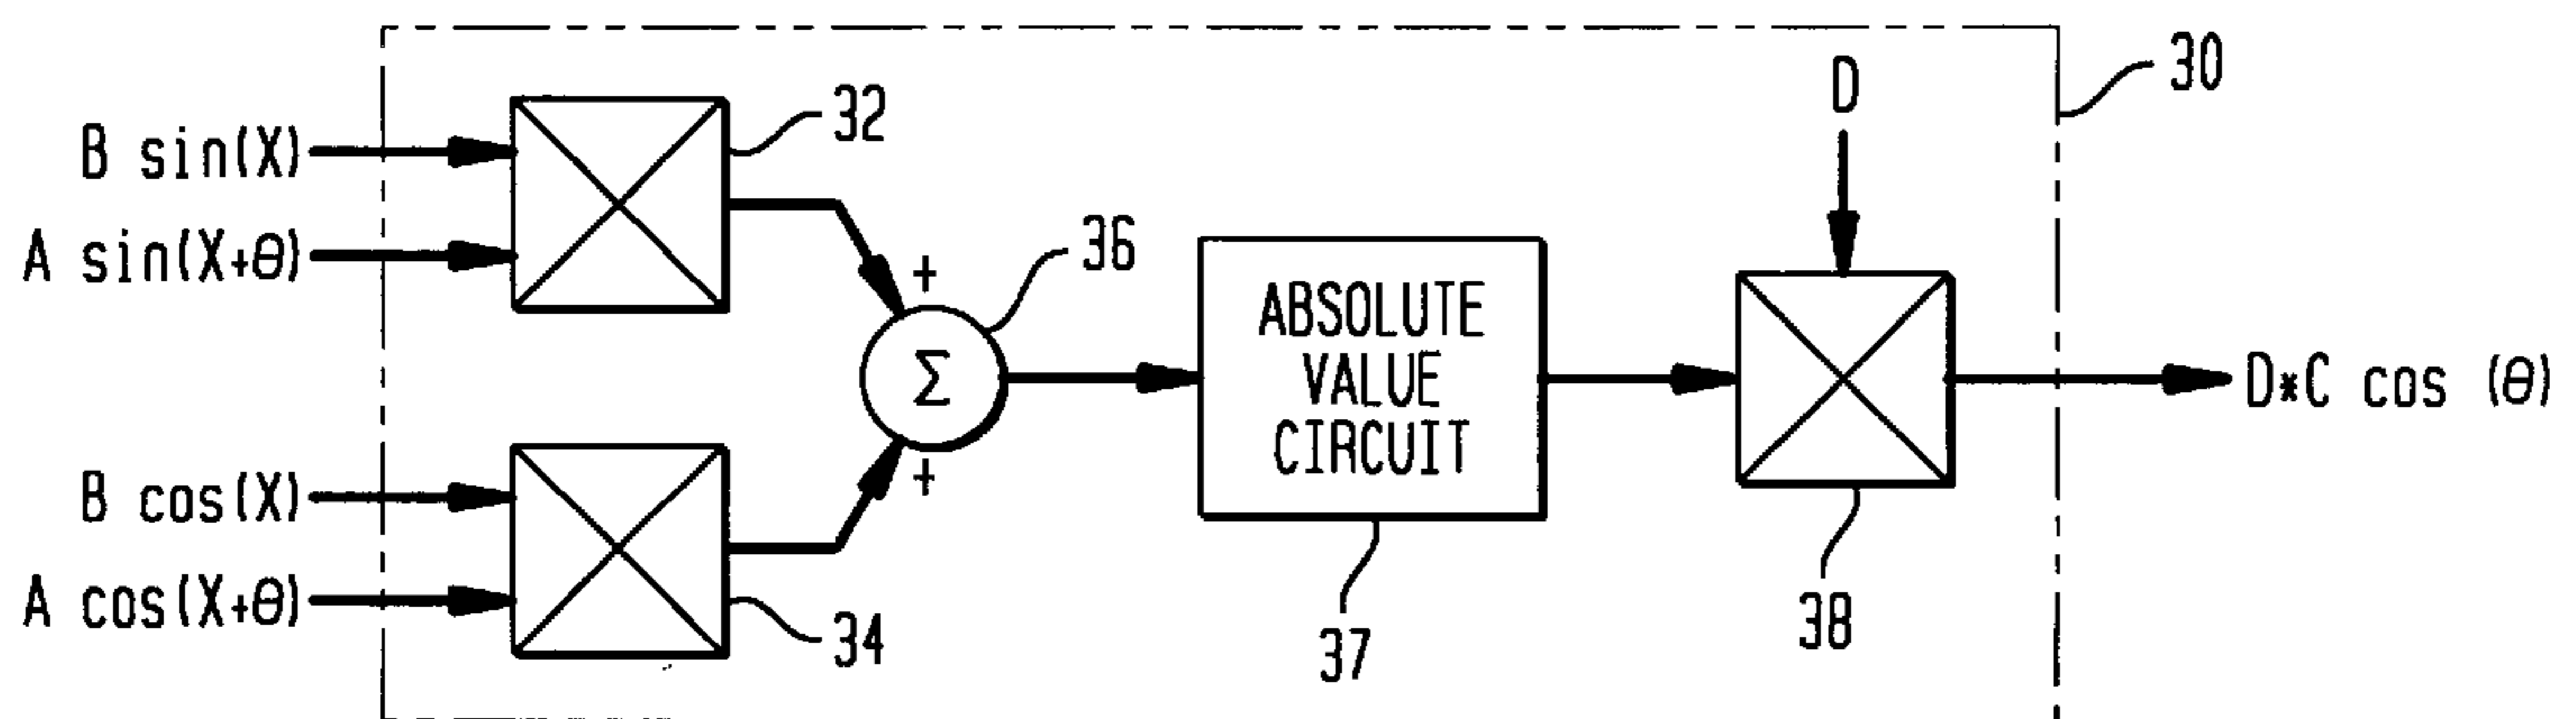 30
D
32
B sin(X)
A sin(X+θ)
36
+
Σ
ABSOLUTE
VALUE
CIRCUIT
D*C cos (θ)
+
B cos(X)
A cos(X+θ)
34
37
38